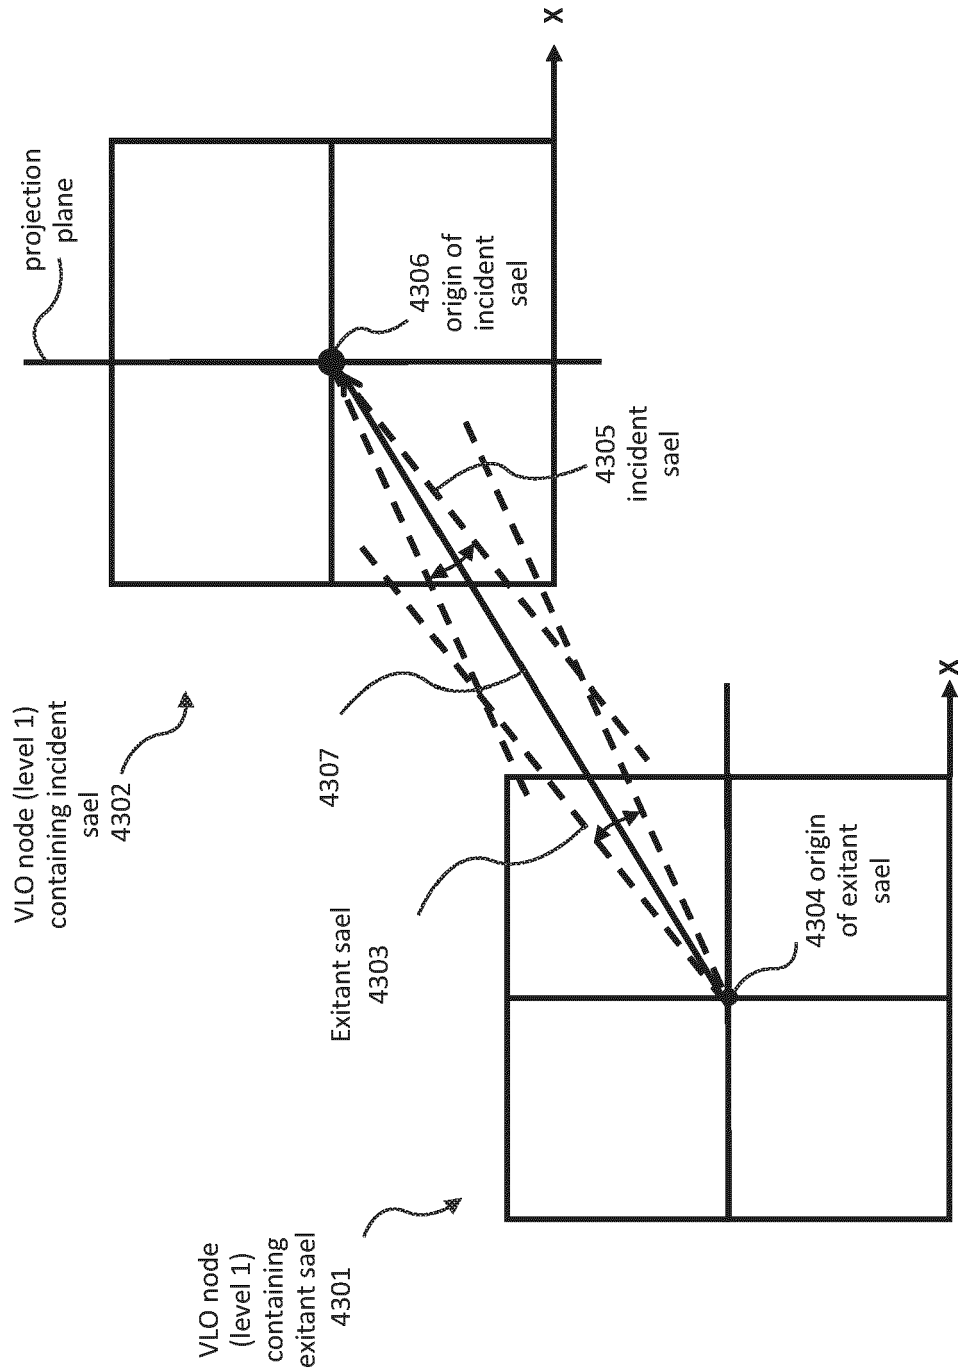 projection
plane
X
4306
origin of
incident
sael
4305
incident
sael
VLO node (level 1)
containing incident
sael
4302
4307
X
Exitant sael
4303
4304 origin
of exitant
sael
VLO node
(level 1)
containing
exitant sael
4301